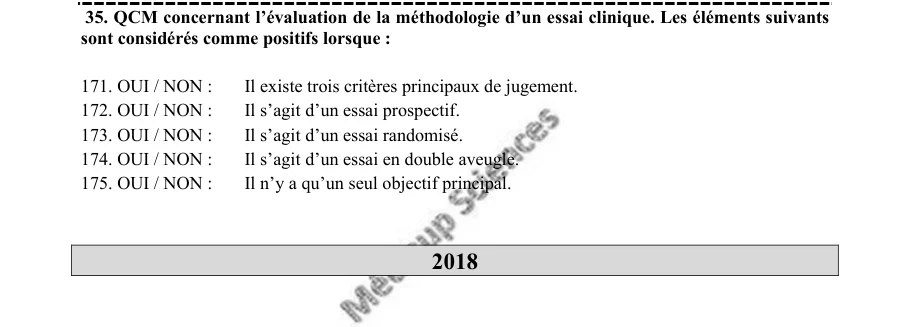 35. QCM concernant l’évaluation de la méthodologie d’un essai clinique. Les éléments suivants
sont considérés comme positifs lorsque :
171. OUI / NON : Il existe trois critères principaux de jugement.
172. OUI / NON : Il s’agit d’un essai prospectif.
173. OUI / NON : Il s’agit d’un essai randomisé.
174. OUI / NON : Il s’agit d’un essai en double aveugle.
175. OUI / NON : Il n’y a qu’un seul objectif principal.
2018